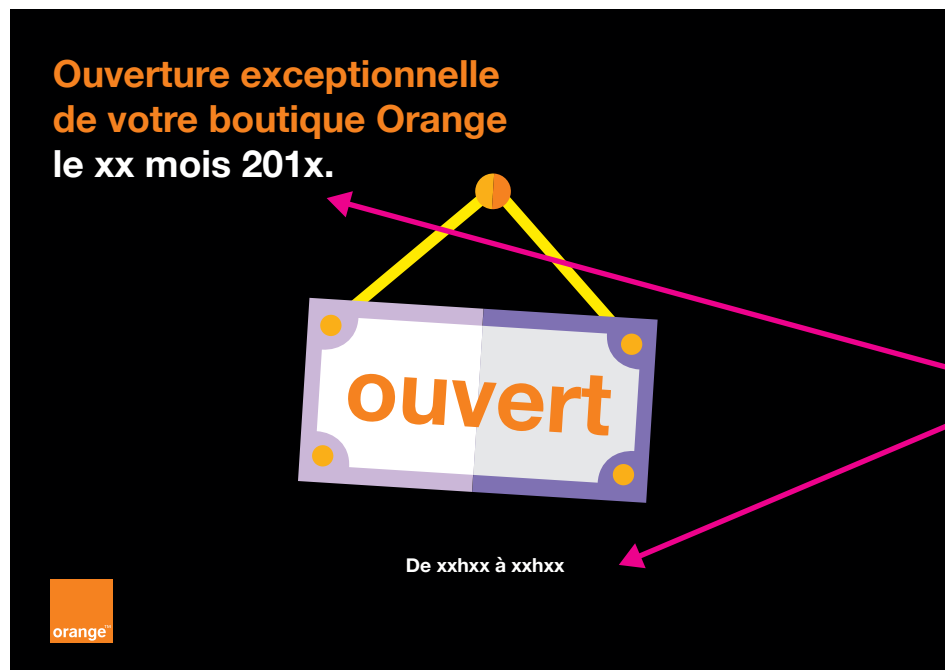 Ouverture exceptionnelle
de votre boutique Orange
le xx mois 201x.
ouvert
De xxhxx à xxhxx
orange™